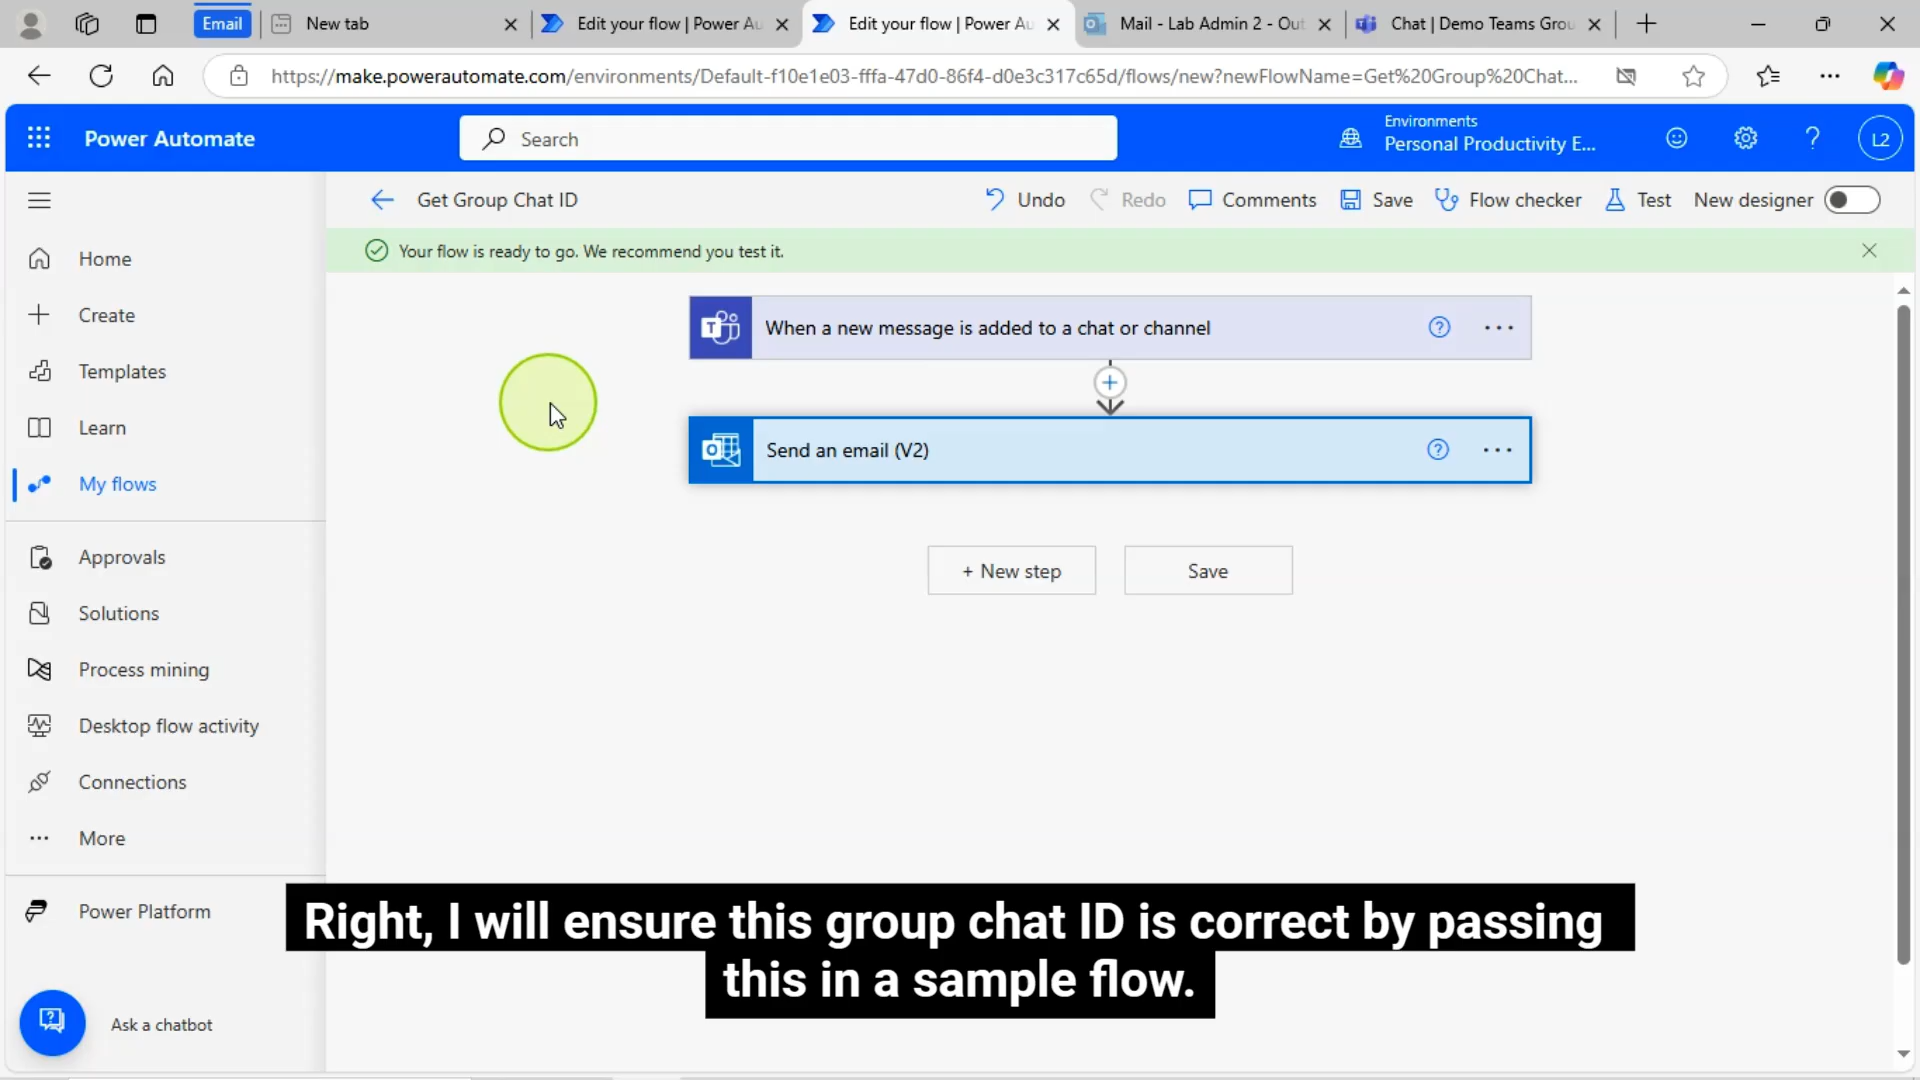 Email
New tab
Edit your flow | Power Au
Edit your flow | Power Au
Mail - Lab Admin 2 - Out
Chat | Demo Teams Grou
https://make.powerautomate.com/environments/Default-f10e1e03-fffa-47d0-86f4-d0e3c317c65d/flows/new?newFlowName=Get%20Group%20Chat...
Power Automate
Search
Environments
Personal Productivity E...
L2
Get Group Chat ID
Undo
Redo
Comments
Save
Flow checker
Test
New designer
Your flow is ready to go. We recommend you test it.
Home
Create
Templates
Learn
My flows
Approvals
Solutions
Process mining
Desktop flow activity
Connections
More
Power Platform
Ask a chatbot
When a new message is added to a chat or channel
Send an email (V2)
+ New step
Save
Right, I will ensure this group chat ID is correct by passing
this in a sample flow.